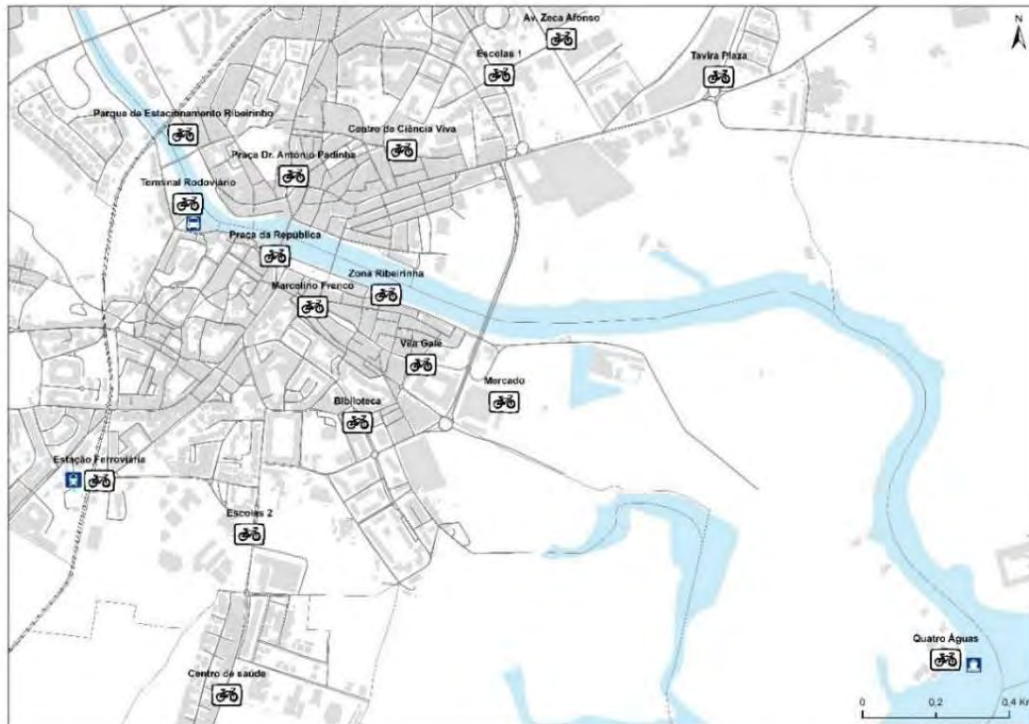 Av. Zeca Afonso
N
Escolas 1
Tavira Plaza
Parque de Estacionamento Ribeirinho
Centro de Ciência Viva
Praça Dr. António Padinha
Terminal Rodoviário
Praça da República
Zona Ribeirinha
Marcelino Franco
Vila Galé
Mercado
Biblioteca
Estação Ferroviária
Escolas 2
Quatro Águas
Centro de saúde
0 0,2 0,4 Km